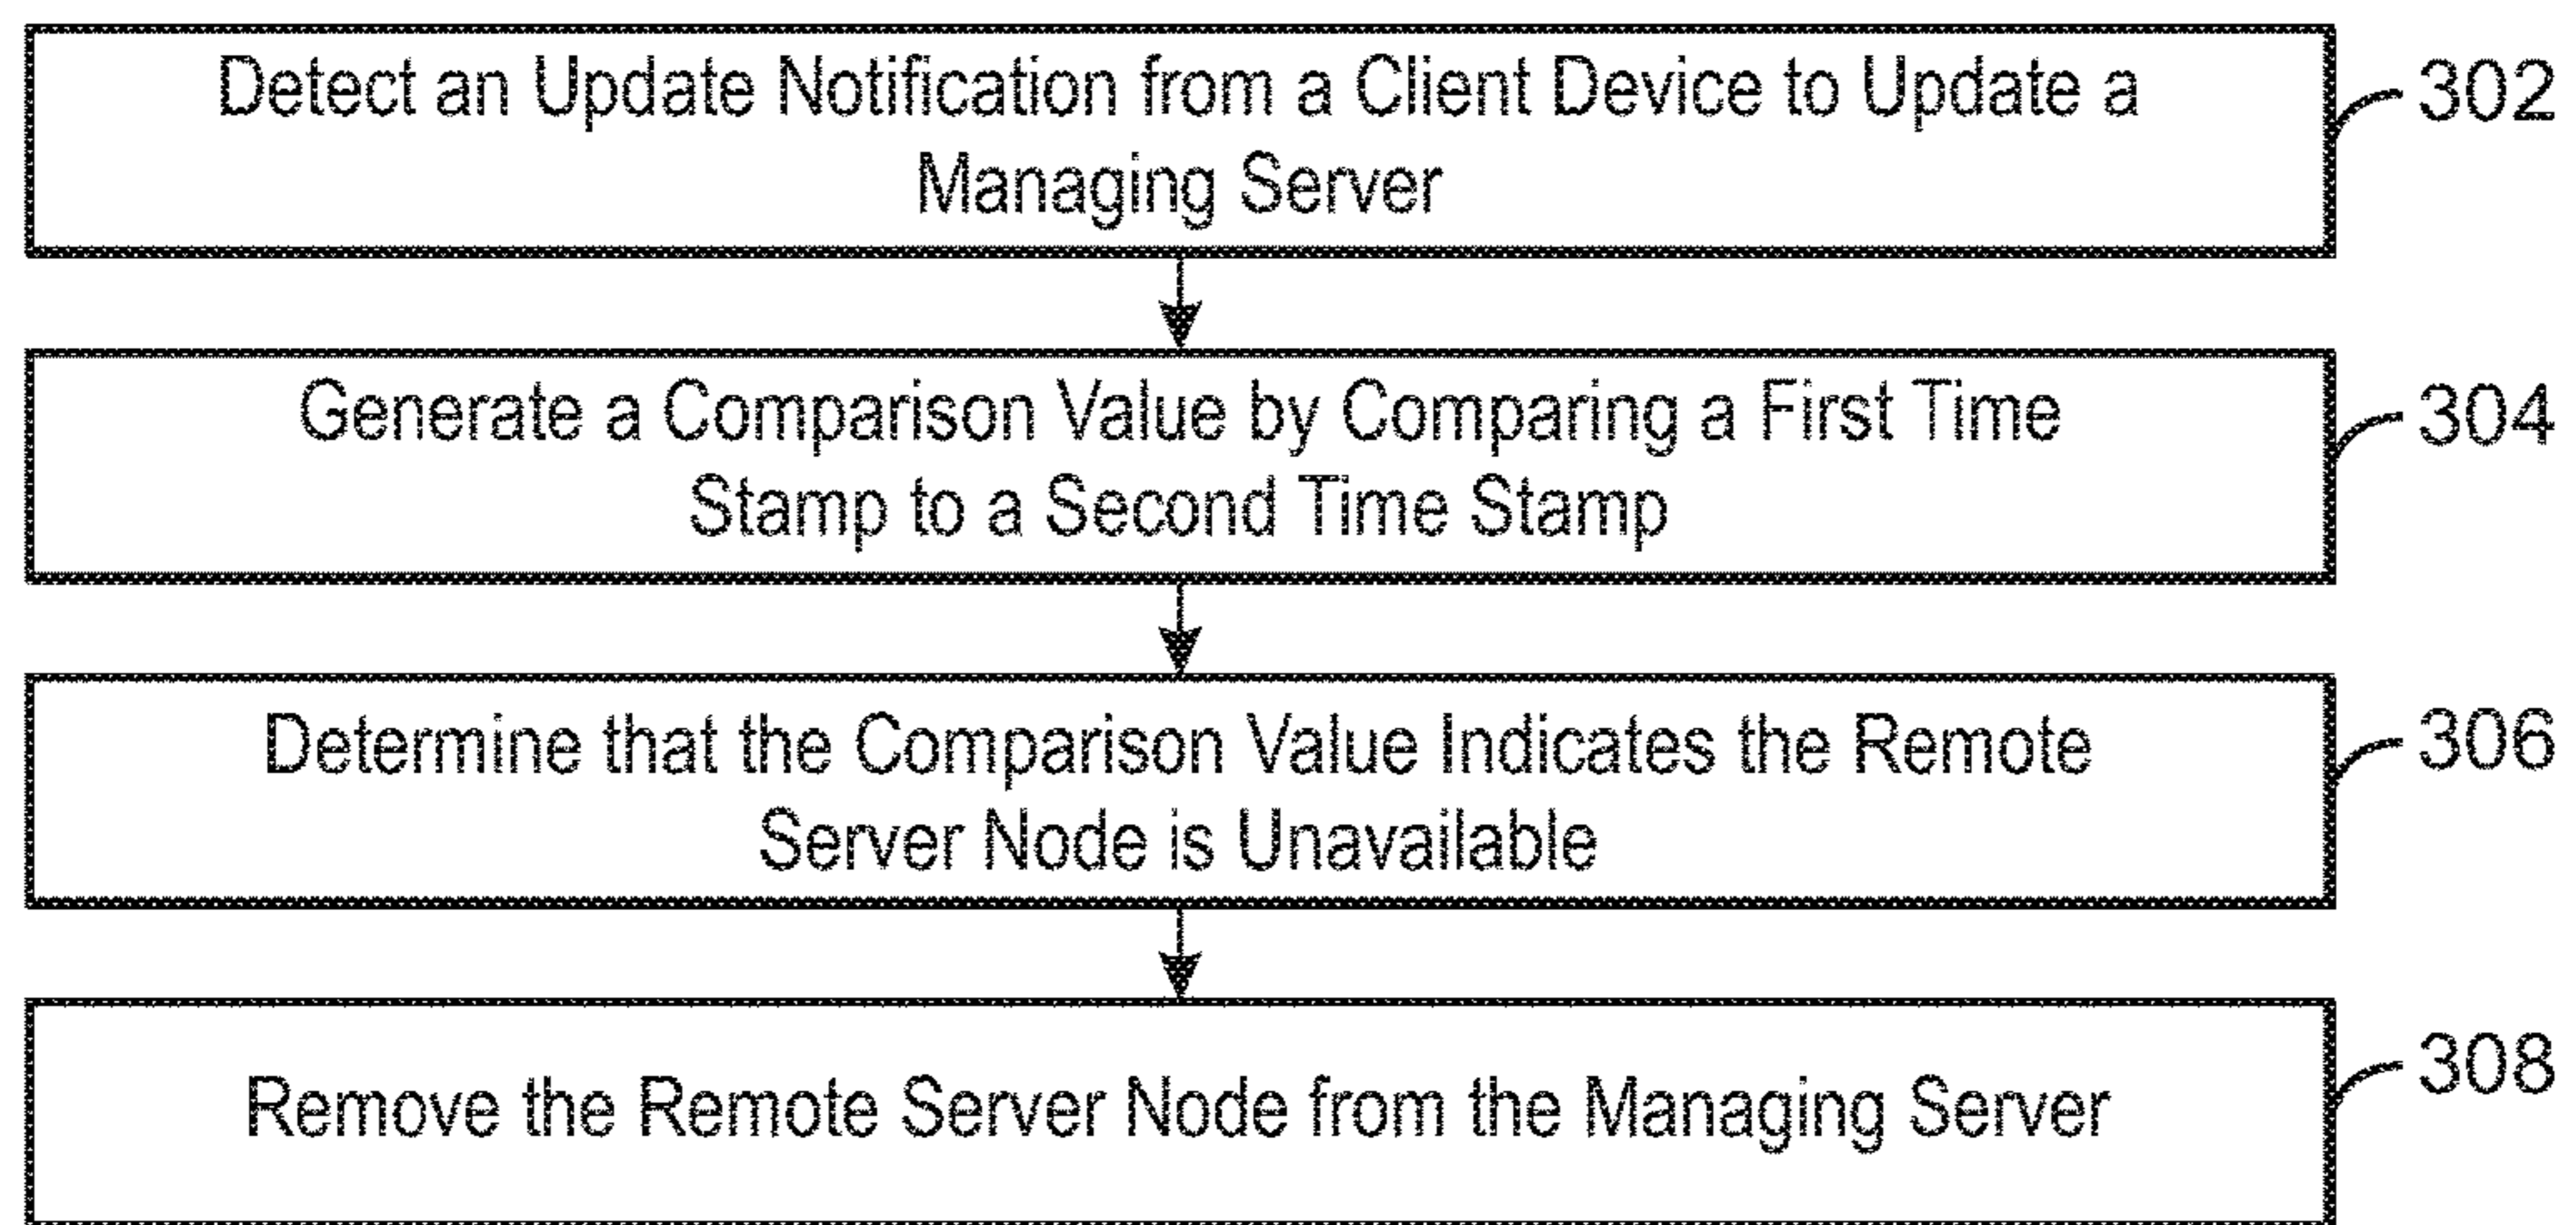 Detect an Update Notification from a Client Device to Update a
Managing Server
302
Generate a Comparison Value by Comparing a First Time
Stamp to a Second Time Stamp
304
Determine that the Comparison Value Indicates the Remote
Server Node is Unavailable
306
Remove the Remote Server Node from the Managing Server
308